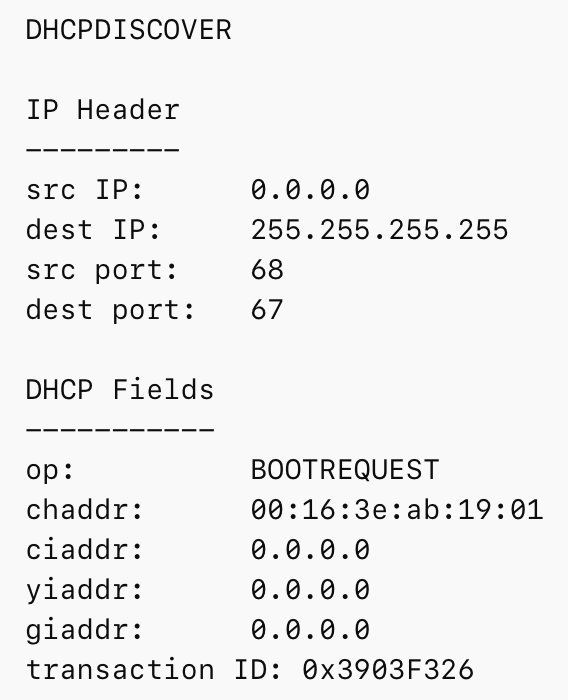 DHCPDISCOVER

IP Header
---------
src IP:      0.0.0.0
dest IP:     255.255.255.255
src port:    68
dest port:   67

DHCP Fields
-----------
op:          BOOTREQUEST
chaddr:      00:16:3e:ab:19:01
ciaddr:      0.0.0.0
yiaddr:      0.0.0.0
giaddr:      0.0.0.0
transaction ID: 0x3903F326